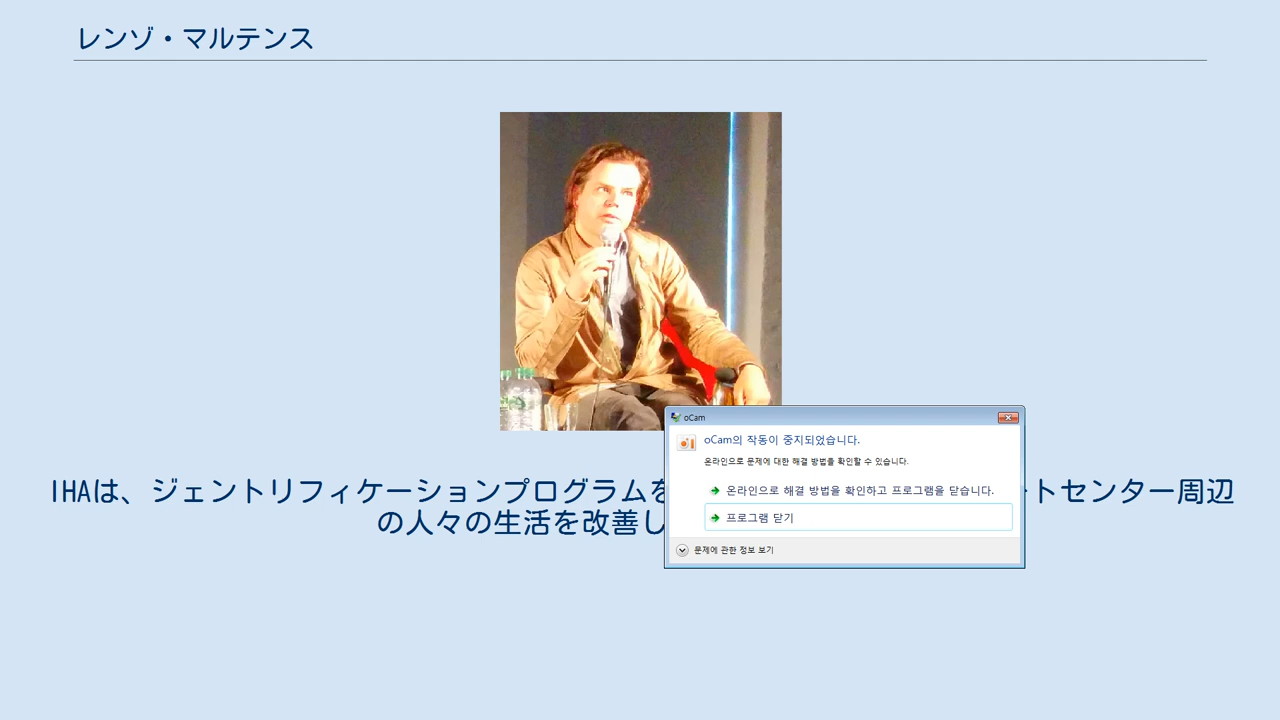 レンゾ・マルテンス
IHAは、ジェントリフィケーションプログラムを
トセンター周辺
の人々の生活を改善し
oCam
oCam의 작동이 중지되었습니다.
온라인으로 문제에 대한 해결 방법을 확인할 수 있습니다.
온라인으로 해결 방법을 확인하고 프로그램을 닫습니다.
프로그램 닫기
문제에 관한 정보 보기